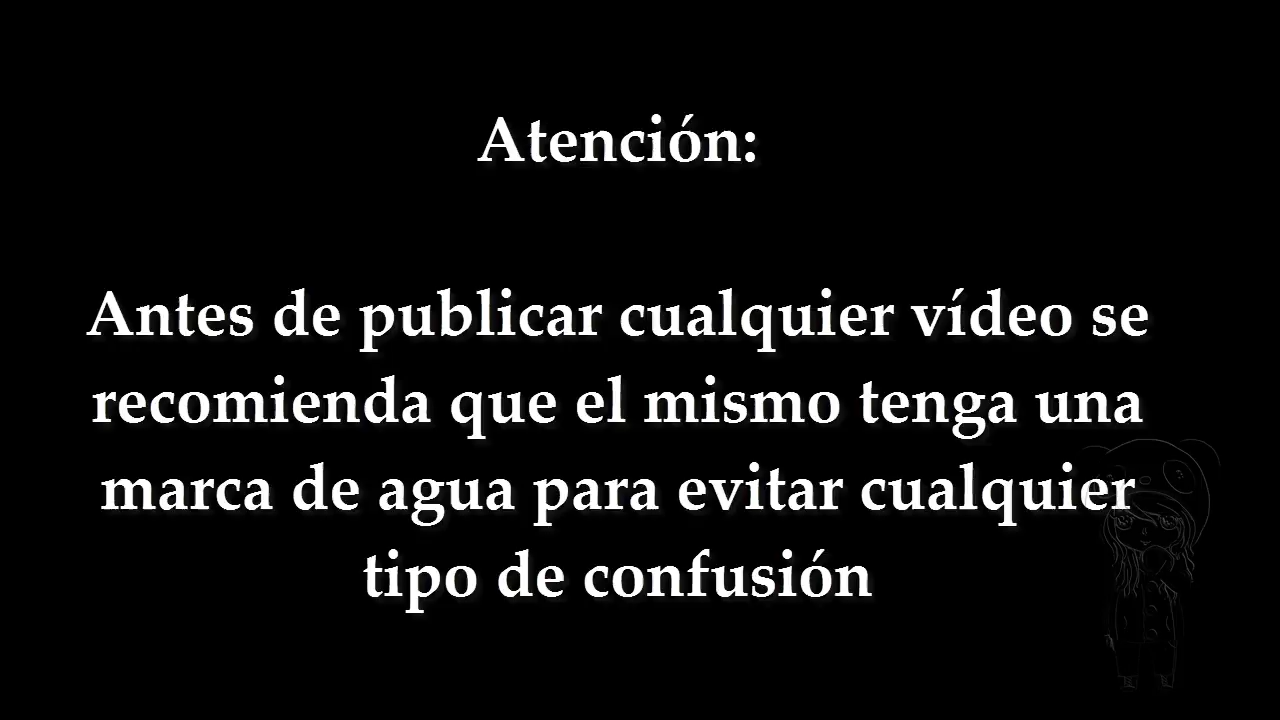 Atención:
Antes de publicar cualquier vídeo se
recomienda que el mismo tenga una
marca de agua para evitar cualquier
tipo de confusión